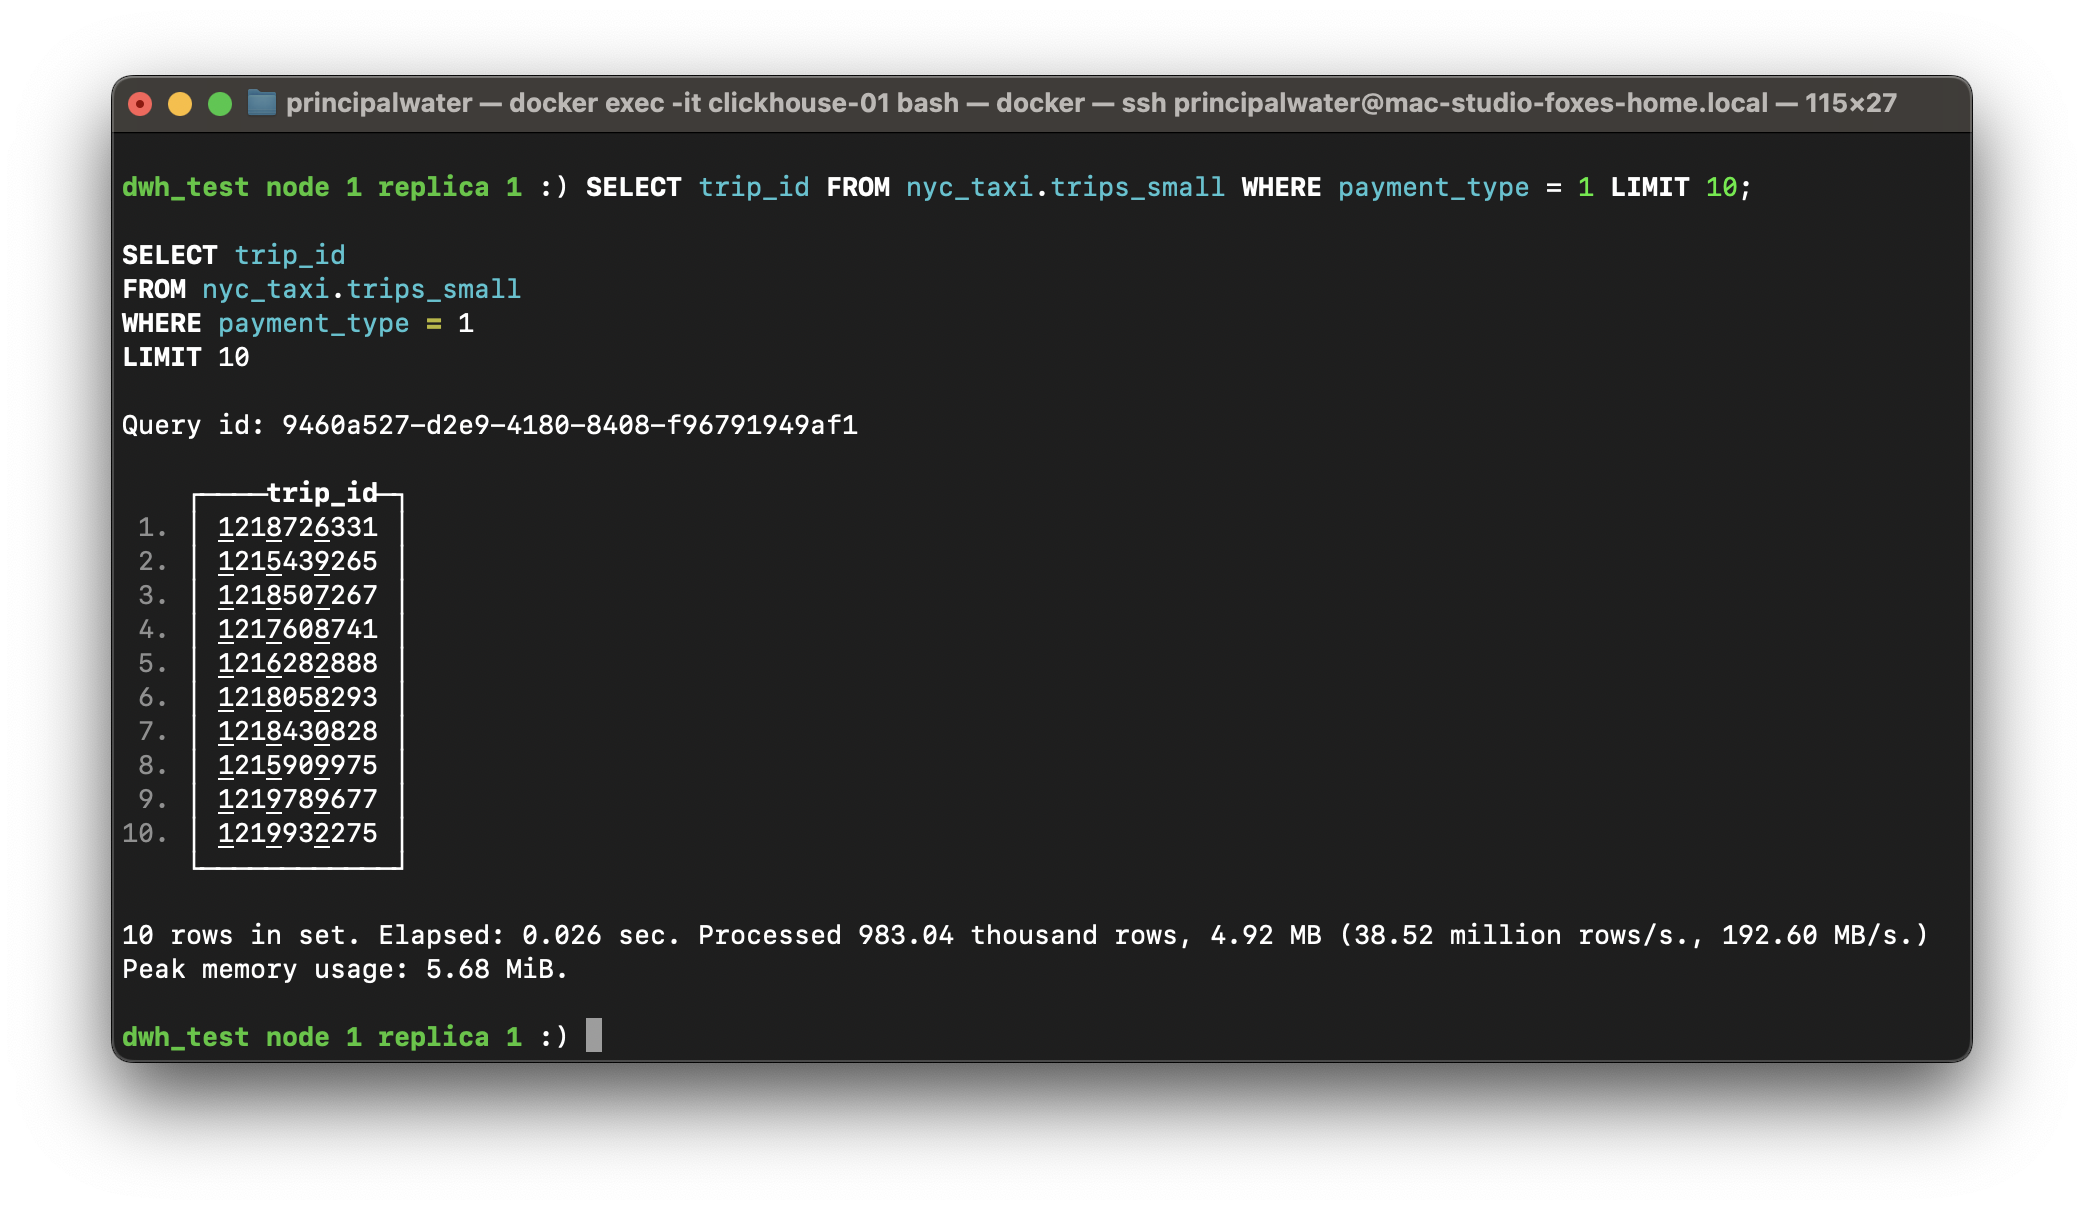 principalwater — docker exec -it clickhouse-01 bash — docker — ssh principalwater@mac-studio-foxes-home.local — 115×27
dwh_test node 1 replica 1 :) SELECT trip_id FROM nyc_taxi.trips_small WHERE payment_type = 1 LIMIT 10;
SELECT trip_id
FROM nyc_taxi.trips_small
WHERE payment_type = 1
LIMIT 10
Query id: 9460a527-d2e9-4180-8408-f96791949af1
trip_id
1. 1218726331
2. 1215439265
3. 1218507267
4. 1217608741
5. 1216282888
6. 1218058293
7. 1218430828
8. 1215909975
9. 1219789677
10. 1219932275
10 rows in set. Elapsed: 0.026 sec. Processed 983.04 thousand rows, 4.92 MB (38.52 million rows/s., 192.60 MB/s.)
Peak memory usage: 5.68 MiB.
dwh_test node 1 replica 1 :)